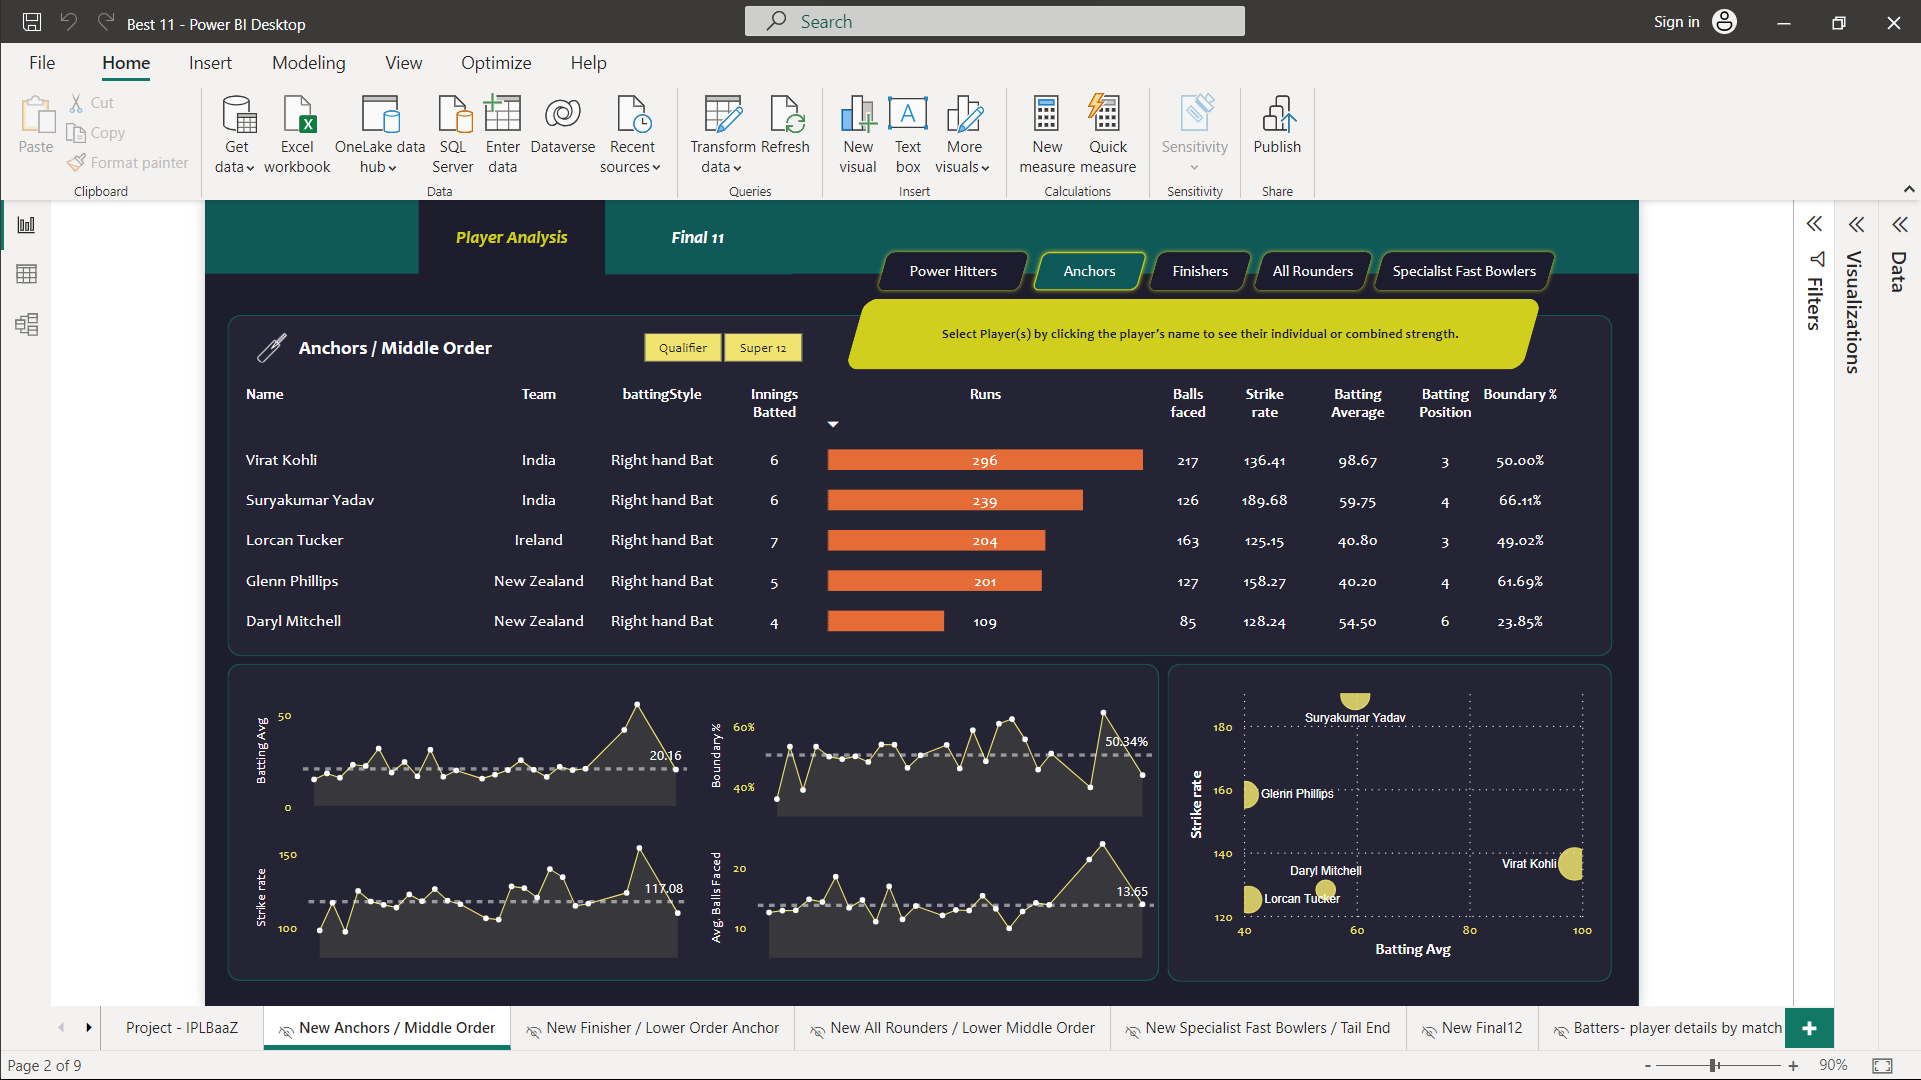 Best 11 - Power BI Desktop
Search
Sign in
File Home Insert Modeling View Optimize Help
Paste
Cut
Copy
Format painter
Clipboard
Get data
Excel workbook
OneLake data hub
SQL Server
Enter data
Dataverse
Recent sources
Data
Transform data
Refresh
Queries
New visual
Text box
More visuals
Insert
New measure
Quick measure
Calculations
Sensitivity
Sensitivity
Publish
Share
Player Analysis
Final 11
Power Hitters
Anchors
Finishers
All Rounders
Specialist Fast Bowlers
Filters
Visualizations
Data
Anchors / Middle Order
Qualifier
Super 12
Select Player(s) by clicking the player's name to see their individual or combined strength.
Name Team battingStyle Innings Batted Runs Balls faced Strike rate Batting Average Batting Position Boundary %
Virat Kohli India Right hand Bat 6 296 217 136.41 98.67 3 50.00%
Suryakumar Yadav India Right hand Bat 6 239 126 189.68 59.75 4 66.11%
Lorcan Tucker Ireland Right hand Bat 7 204 163 125.15 40.80 3 49.02%
Glenn Phillips New Zealand Right hand Bat 5 201 127 158.27 40.20 4 61.69%
Daryl Mitchell New Zealand Right hand Bat 4 109 85 128.24 54.50 6 23.85%
Batting Avg
50
0
20.16
Boundary %
60%
40%
50.34%
Strike rate
150
100
117.08
Avg. Balls Faced
20
10
13.65
Strike rate
180
160
140
120
40 60 80 100
Batting Avg
Suryakumar Yadav
Glenn Phillips
Virat Kohli
Daryl Mitchell
Lorcan Tucker
Project - IPLBaaZ
New Anchors / Middle Order
New Finisher / Lower Order Anchor
New All Rounders / Lower Middle Order
New Specialist Fast Bowlers / Tail End
New Final12
Batters- player details by match
Page 2 of 9
- + 90%